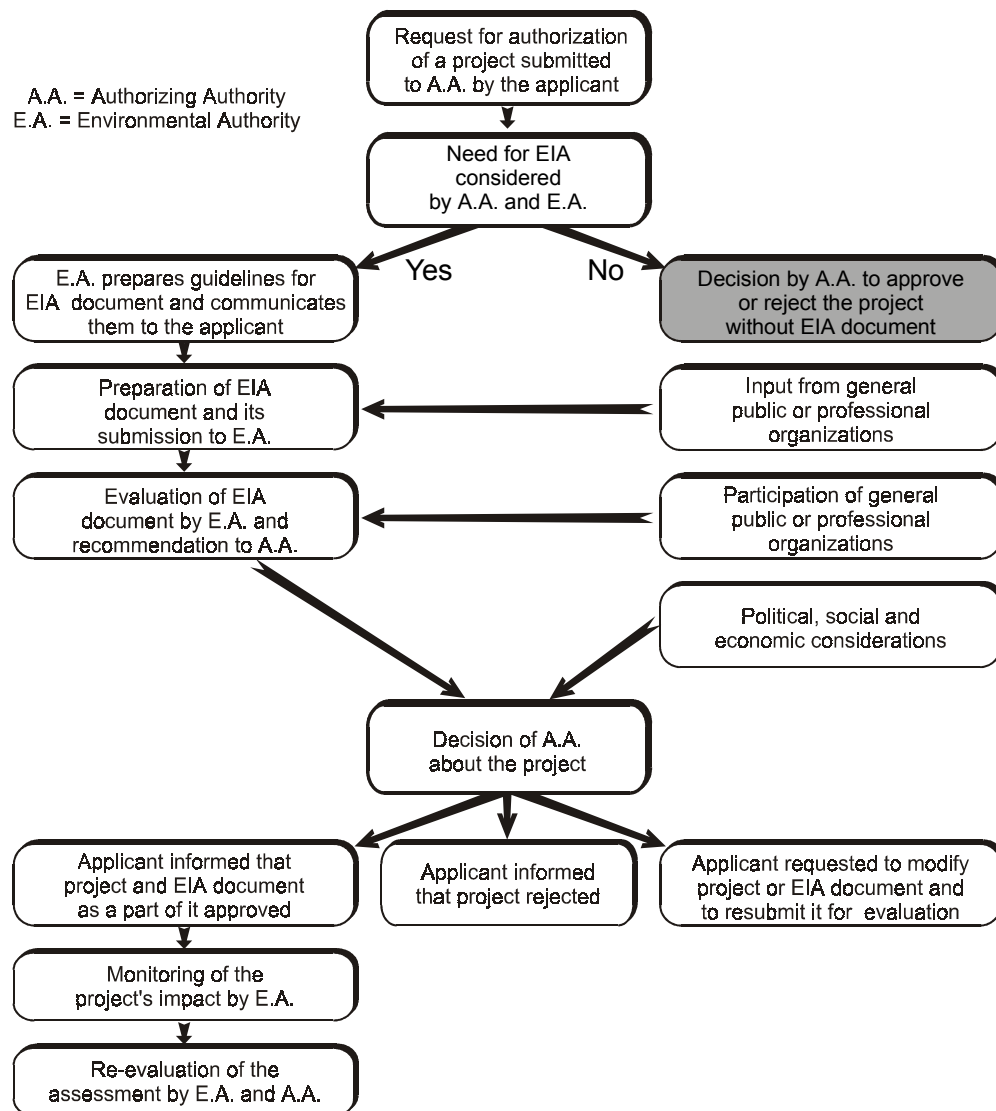 Request for authorization
of a project submitted
to A.A. by the applicant
A.A. = Authorizing Authority
E.A. = Environmental Authority
Need for EIA
considered
by A.A. and E.A.
Yes
No
E.A. prepares guidelines for
EIA document and communicates
them to the applicant
Decision by A.A. to approve
or reject the project
without EIA document
Preparation of EIA
document and its
submission to E.A.
Input from general
public or professional
organizations
Evaluation of EIA
document by E.A. and
recommendation to A.A.
Participation of general
public or professional
organizations
Political, social and
economic considerations
Decision of A.A.
about the project
Applicant informed that
project and EIA document
as a part of it approved
Applicant informed
that project rejected
Applicant requested to modify
project or EIA document and
to resubmit it for evaluation
Monitoring of the
project's impact by E.A.
Re-evaluation of the
assessment by E.A. and A.A.